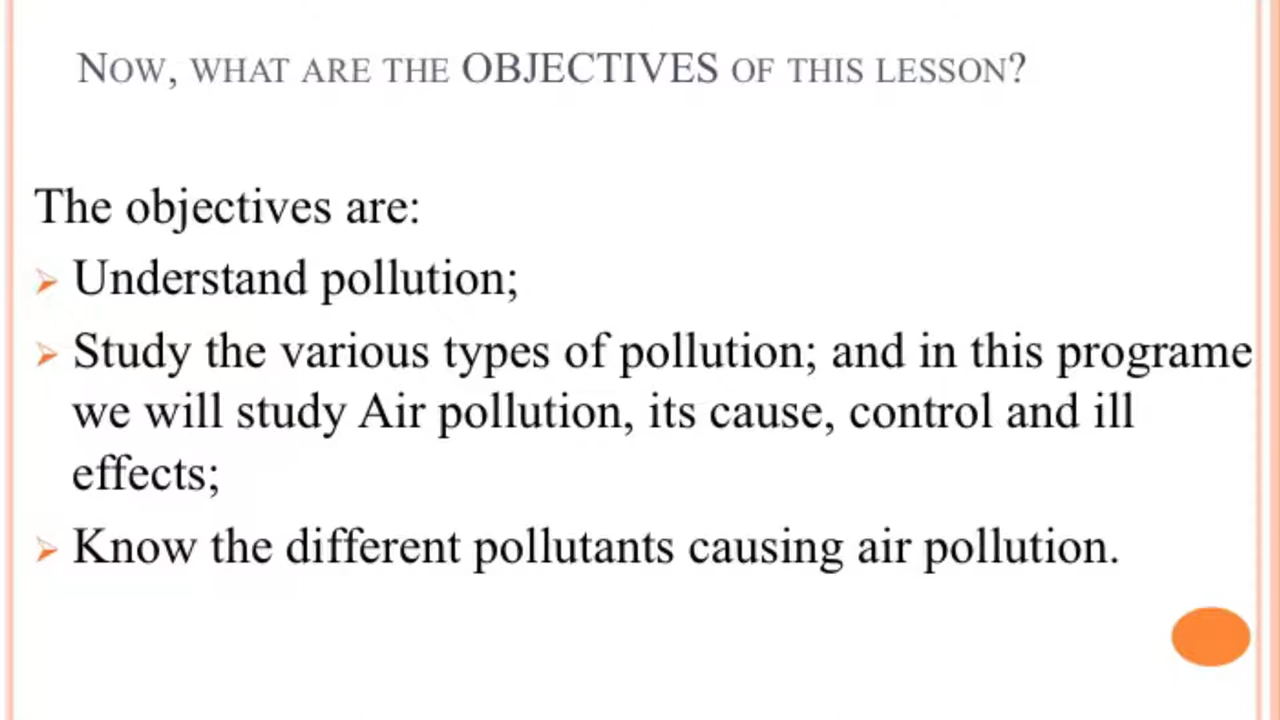 Now, what are the OBJECTIVES of this lesson?
The objectives are:
Understand pollution;
Study the various types of pollution; and in this programe
we will study Air pollution, its cause, control and ill
effects;
Know the different pollutants causing air pollution.